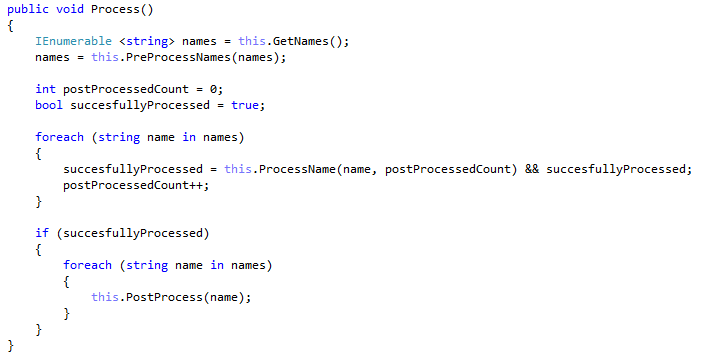 public void Process()
{
    IEnumerable <string> names = this.GetNames();
    names = this.PreProcessNames(names);

    int postProcessedCount = 0;
    bool succesfullyProcessed = true;

    foreach (string name in names)
    {
        succesfullyProcessed = this.ProcessName(name, postProcessedCount) && succesfullyProcessed;
        postProcessedCount++;
    }

    if (succesfullyProcessed)
    {
        foreach (string name in names)
        {
            this.PostProcess(name);
        }
    }
}